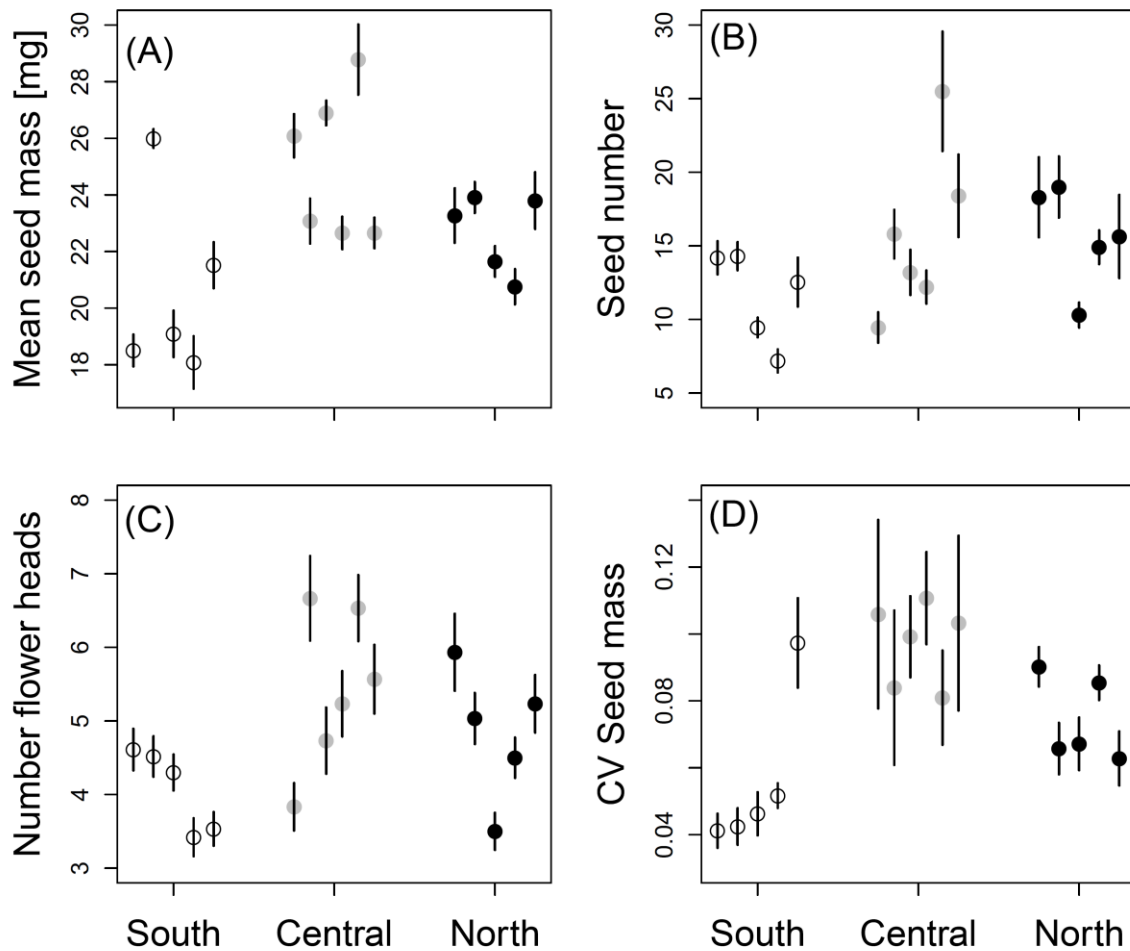 (A)
Mean seed mass [mg]
30
28
26
24
22
20
18
(B)
Seed number
30
25
20
15
10
5
(C)
Number flower heads
8
7
6
5
4
3
South Central North
(D)
CV Seed mass
0.12
0.08
0.04
South Central North